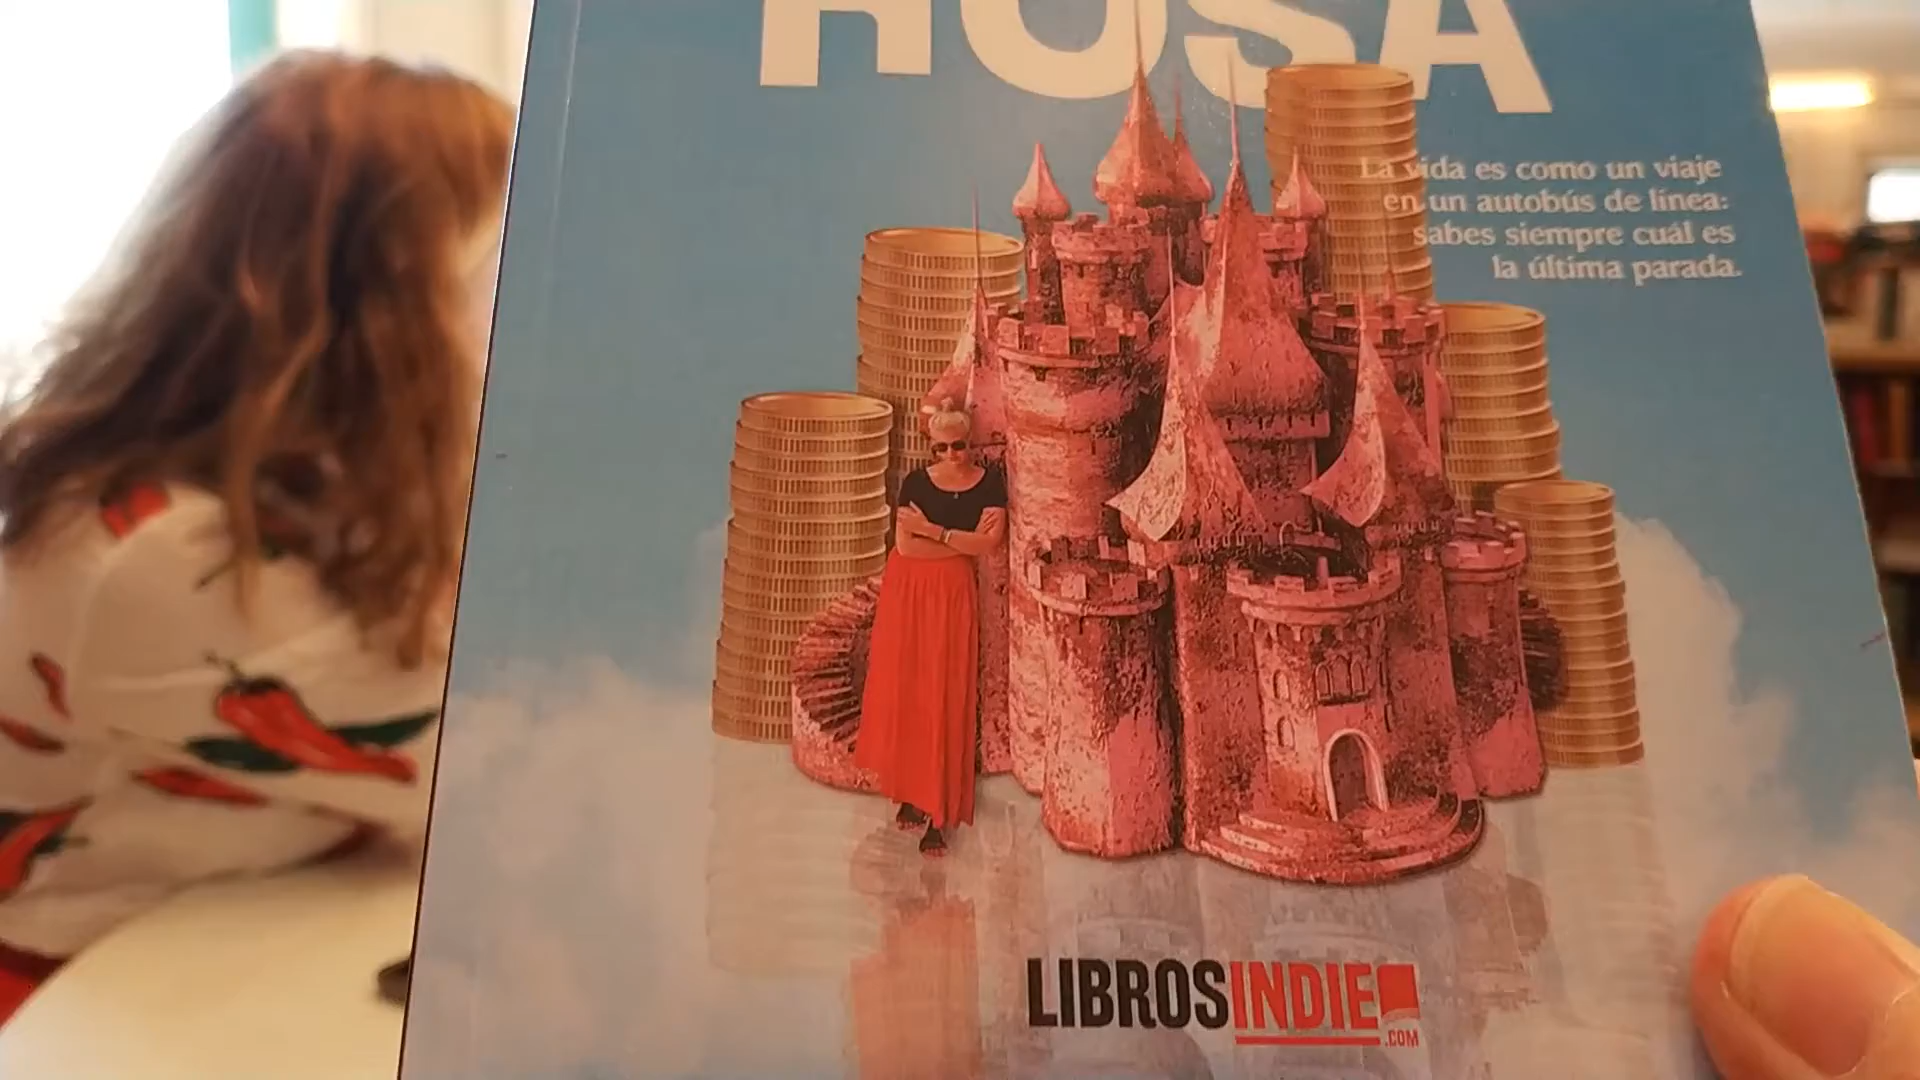 ROSA
La vida es como un viaje
en un autobús de línea:
sabes siempre cuál es
la última parada.
LIBROSINDIE
.COM